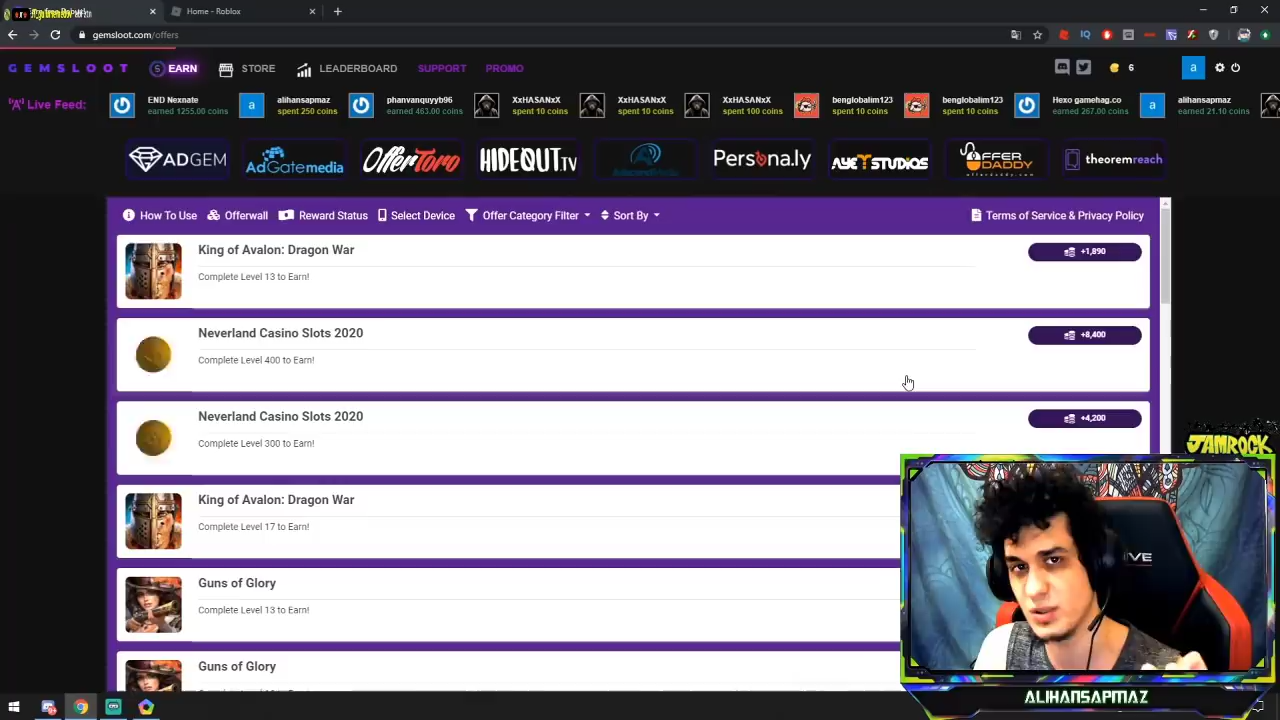 Home - Roblox
gemsloot.com/offers
GEMSLOOT
EARN
STORE
LEADERBOARD
SUPPORT
PROMO
6
a
Live Feed:
END Nexnate
earned 1255.00 coins
a
alihansapmaz
spent 250 coins
phanvanquyyb96
earned 463.00 coins
XxHASANxX
spent 10 coins
XxHASANxX
spent 10 coins
XxHASANxX
spent 100 coins
benglobalim123
spent 10 coins
benglobalim123
spent 10 coins
Hexo gamehag.co
earned 267.00 coins
a
alihansapmaz
earned 21.10 coins
ADGEM
AdGatemedia
OfferToro
HIDEOUT.TV
Persona.ly
AYE STUDIOS
OFFER DADDY
offerdaddy.com
theoremreach
How To Use
Offerwall
Reward Status
Select Device
Offer Category Filter
Sort By
Terms of Service & Privacy Policy
King of Avalon: Dragon War
+1,890
Complete Level 13 to Earn!
Neverland Casino Slots 2020
+8,400
Complete Level 400 to Earn!
Neverland Casino Slots 2020
+4,200
Complete Level 300 to Earn!
King of Avalon: Dragon War
Complete Level 17 to Earn!
Guns of Glory
Complete Level 13 to Earn!
Guns of Glory
JAMROCK
ALIHANSAPMAZ